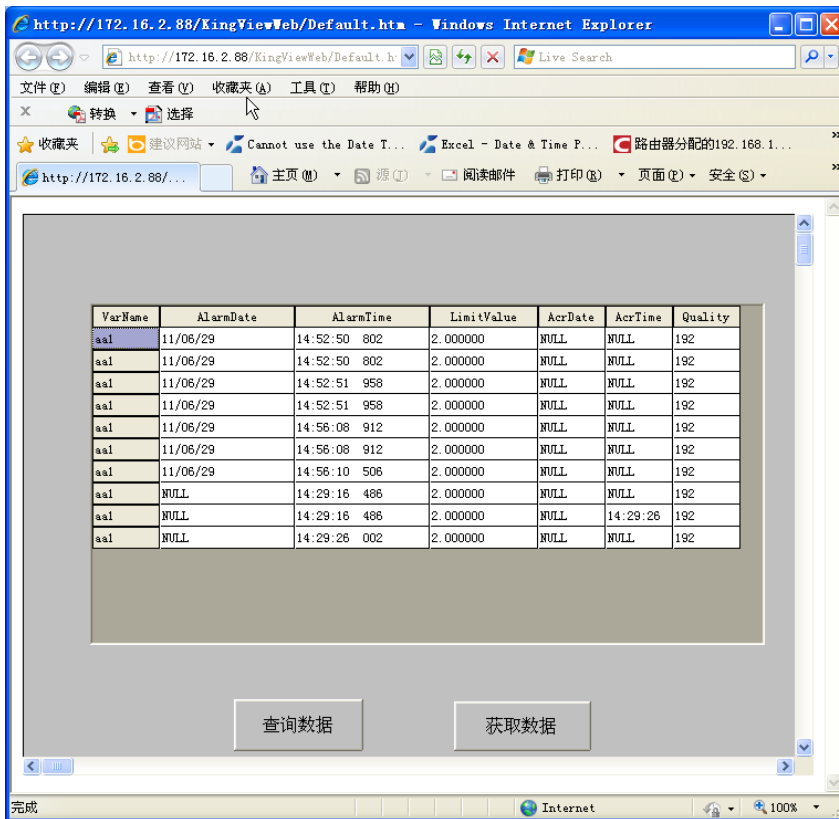 http://172.16.2.88/KingViewWeb/Default.htm - Windows Internet Explorer
http://172.16.2.88/KingViewWeb/Default.h Live Search
文件(F) 编辑(E) 查看(V) 收藏夹(A) 工具(T) 帮助(H)
x 转换 选择
收藏夹 建议网站 Cannot use the Date T... Excel - Date & Time P... 路由器分配的192.168.1...
http://172.16.2.88/... 主页(M) 源(J) 阅读邮件 打印(R) 页面(P) 安全(S)
VarName AlarmDate AlarmTime LimitValue AcrDate AcrTime Quality
aa1 11/06/29 14:52:50 802 2.000000 NULL NULL 192
aa1 11/06/29 14:52:50 802 2.000000 NULL NULL 192
aa1 11/06/29 14:52:51 958 2.000000 NULL NULL 192
aa1 11/06/29 14:52:51 958 2.000000 NULL NULL 192
aa1 11/06/29 14:56:08 912 2.000000 NULL NULL 192
aa1 11/06/29 14:56:08 912 2.000000 NULL NULL 192
aa1 11/06/29 14:56:10 506 2.000000 NULL NULL 192
aa1 NULL 14:29:16 486 2.000000 NULL NULL 192
aa1 NULL 14:29:16 486 2.000000 NULL 14:29:26 192
aa1 NULL 14:29:26 002 2.000000 NULL NULL 192
查询数据 获取数据
完成 Internet 100%